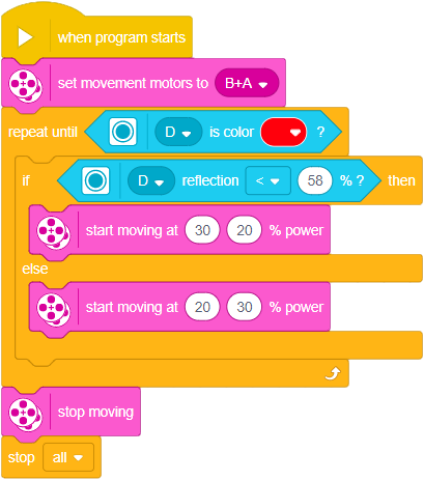 when program starts
set movement motors to B+A
repeat until D is color ?
if D reflection < 58 % ? then
start moving at 30 20 % power
else
start moving at 20 30 % power
stop moving
stop all